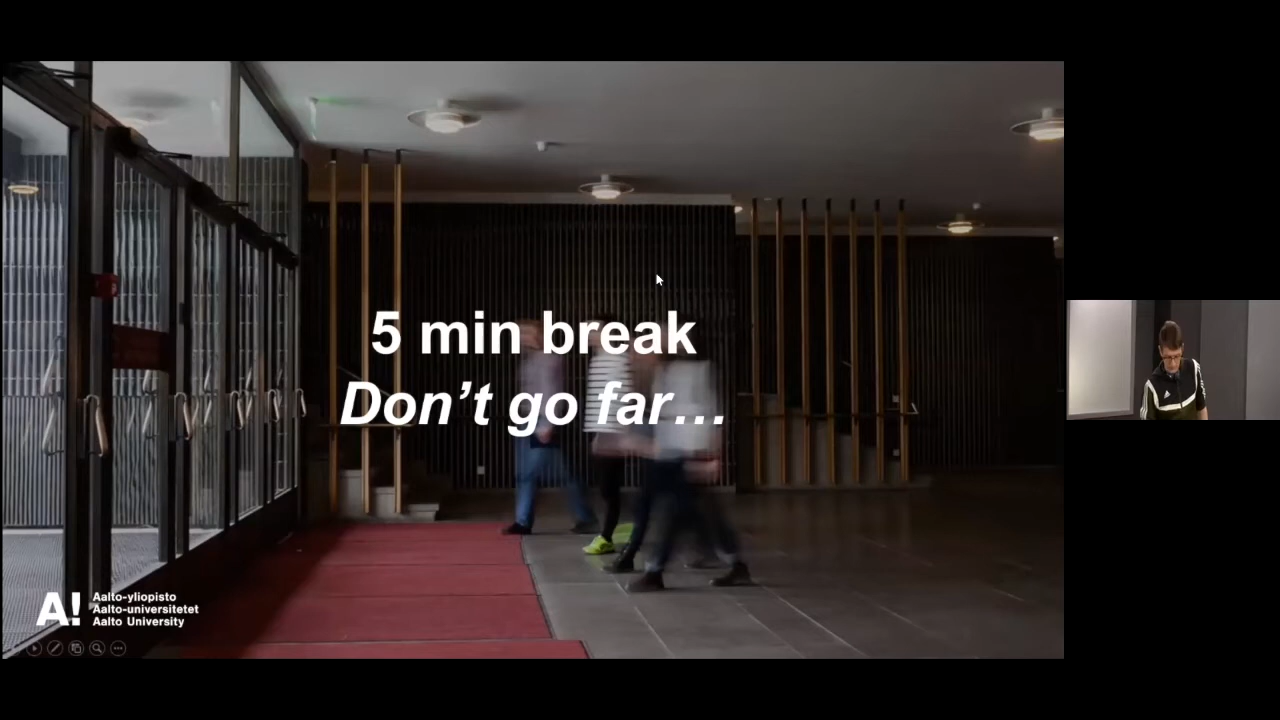 5 min break
Don't go far...
A!
Aalto-yliopisto
Aalto-universitetet
Aalto University